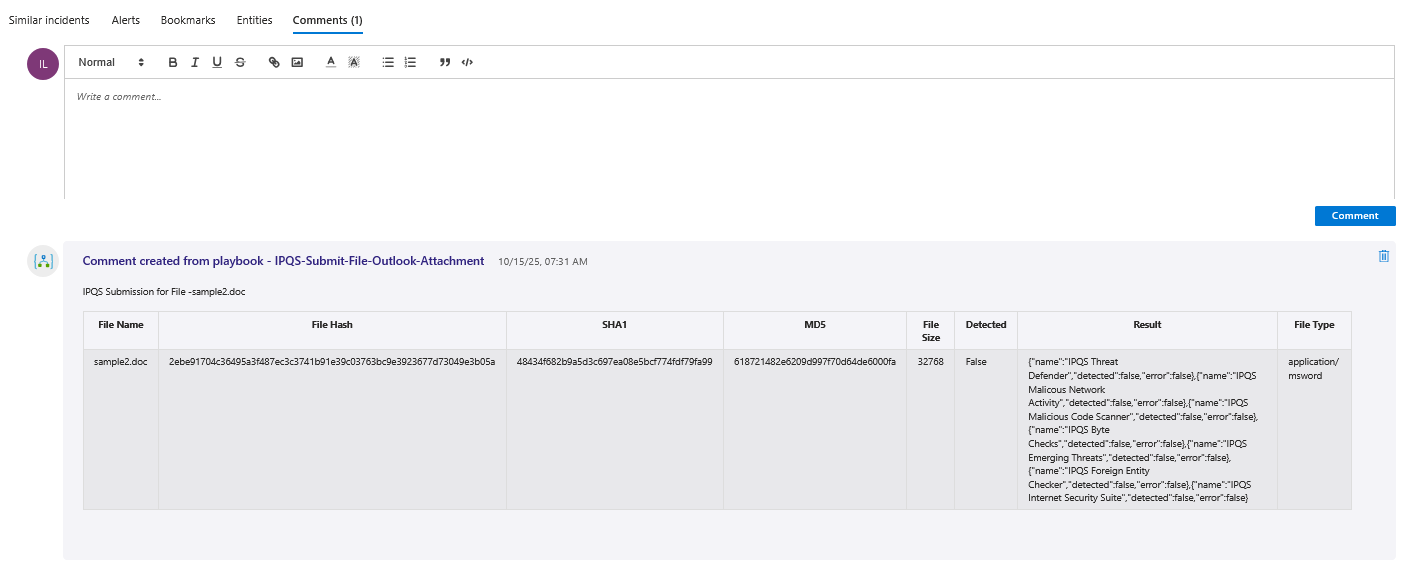 Similar incidents Alerts Bookmarks Entities Comments (1)
IL
Normal B I U S A A </>
Write a comment...
Comment
Comment created from playbook - IPQS-Submit-File-Outlook-Attachment 10/15/25, 07:31 AM
IPQS Submission for File -sample2.doc
File Name File Hash SHA1 MD5 File Size Detected Result File Type
sample2.doc 2ebe91704c36495a3f487ec3c3741b91e39c03763bc9e3923677d73049e3b05a 48434f682b9a5d3c697ea08e5bcf774fdf79fa99 618721482e6209d997f70d64de6000fa 32768 False {"name":"IPQS Threat application/
Defender","detected":false,"error":false},{"name":"IPQS msword
Malicous Network
Activity","detected":false,"error":false},{"name":"IPQS
Malicious Code Scanner","detected":false,"error":false},
{"name":"IPQS Byte
Checks","detected":false,"error":false},{"name":"IPQS
Emerging Threats","detected":false,"error":false},
{"name":"IPQS Foreign Entity
Checker","detected":false,"error":false},{"name":"IPQS
Internet Security Suite","detected":false,"error":false}